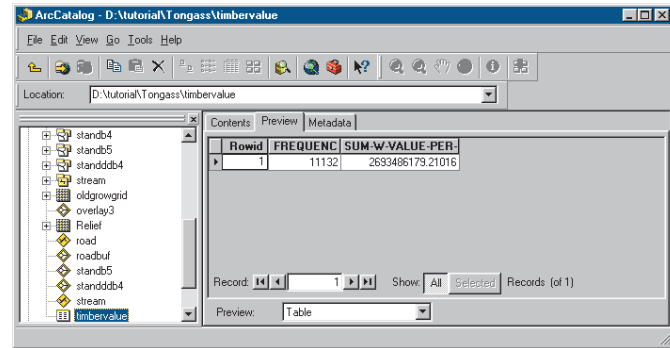 ArcCatalog - D:\tutorial\Tongass\timbervalue
File Edit View Go Tools Help
Location: D:\tutorial\Tongass\timbervalue
standb4
standb5
standddb4
stream
oldgrowgrid
overlay3
Relief
road
roadbuf
standb5
standddb4
stream
timbervalue
Contents Preview Metadata
Rowid FREQUENC SUM-W-VALUE-PER-
1 11132 2693486179.21016
Record: 1 Show: All Selected Records (of 1)
Preview: Table